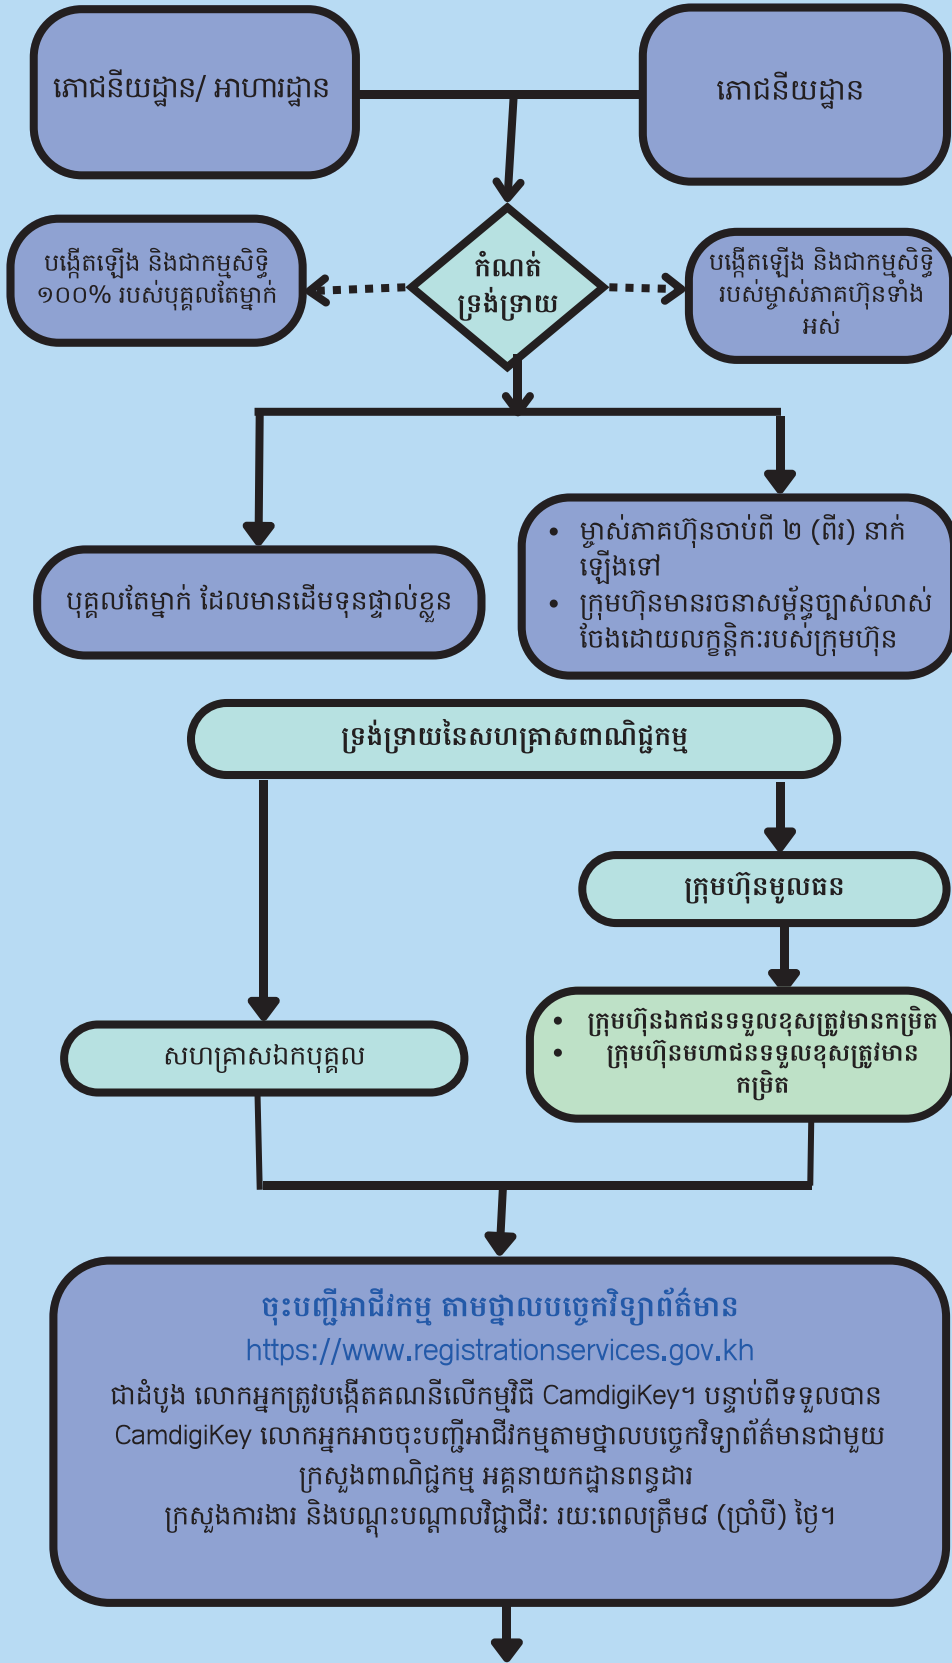 ភោជនីយដ្ឋាន/ អាហារដ្ឋាន
ភោជនីយដ្ឋាន
កំណត់
ទ្រង់ទ្រាយ
បង្កើតឡើង និងជាកម្មសិទ្ធិ
១០០% របស់បុគ្គលតែម្នាក់
បង្កើតឡើង និងជាកម្មសិទ្ធិ
របស់ម្ចាស់ភាគហ៊ុនទាំង
អស់
បុគ្គលតែម្នាក់ ដែលមានដើមទុនផ្ទាល់ខ្លួន
• ម្ចាស់ភាគហ៊ុនចាប់ពី ២ (ពីរ) នាក់
ឡើងទៅ
• ក្រុមហ៊ុនមានរចនាសម្ព័ន្ធច្បាស់លាស់
ចែងដោយលក្ខន្តិកៈរបស់ក្រុមហ៊ុន
ទ្រង់ទ្រាយនៃសហគ្រាសពាណិជ្ជកម្ម
ក្រុមហ៊ុនមូលធន
សហគ្រាសឯកបុគ្គល
• ក្រុមហ៊ុនឯកជនទទួលខុសត្រូវមានកម្រិត
• ក្រុមហ៊ុនមហាជនទទួលខុសត្រូវមាន
កម្រិត
ចុះបញ្ជីអាជីវកម្ម តាមថ្នាលបច្ចេកវិទ្យាព័ត៌មាន
https://www.registrationservices.gov.kh
ជាដំបូង លោកអ្នកត្រូវបង្កើតគណនីលើកម្មវិធី CamdigiKey។ បន្ទាប់ពីទទួលបាន
CamdigiKey លោកអ្នកអាចចុះបញ្ជីអាជីវកម្មតាមថ្នាលបច្ចេកវិទ្យាព័ត៌មានជាមួយ
ក្រសួងពាណិជ្ជកម្ម អគ្គនាយកដ្ឋានពន្ធដារ
ក្រសួងការងារ និងបណ្តុះបណ្តាលវិជ្ជាជីវៈ រយៈពេលត្រឹម៨ (ប្រាំបី) ថ្ងៃ។